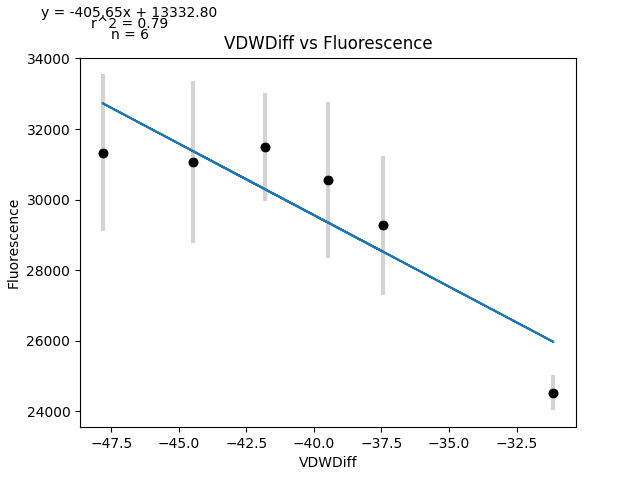 y = -405.65x + 13332.80
r^2 = 0.79
n = 6
VDWDiff vs Fluorescence
34000
32000
30000
28000
26000
24000
Fluorescence
−47.5 −45.0 −42.5 −40.0 −37.5 −35.0 −32.5
VDWDiff